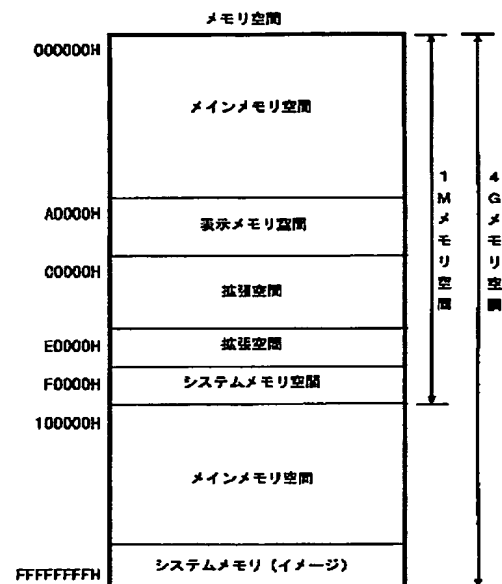 メモリ空間
000000H
メインメモリ空間
A0000H
表示メモリ空間
C0000H
拡張空間
E0000H
拡張空間
F0000H
システムメモリ空間
100000H
メインメモリ空間
システムメモリ（イメージ）
FFFFFFFFH
1Mメモリ空間
4Gメモリ空間